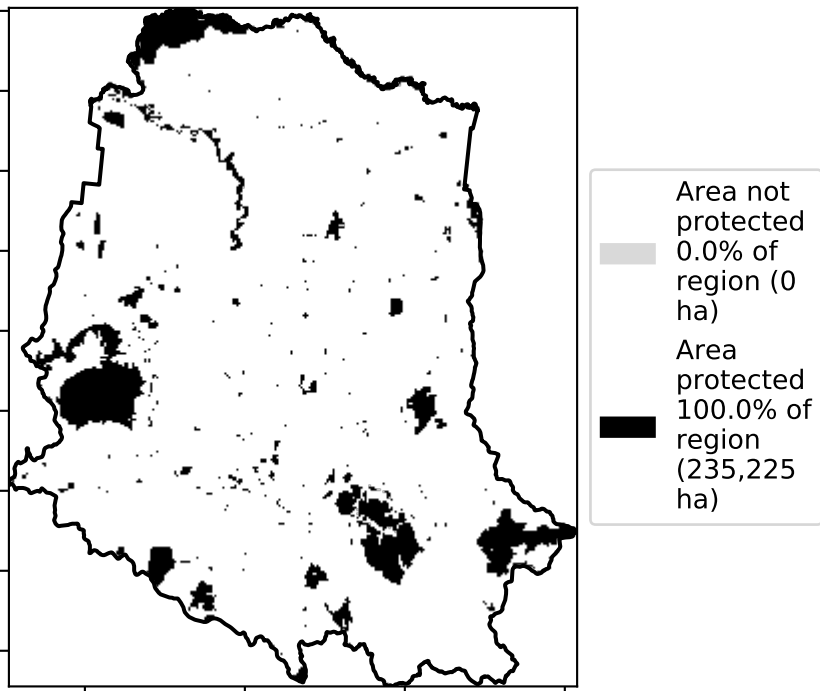 Area not
protected
0.0% of
region (0
ha)
Area
protected
100.0% of
region
(235,225
ha)